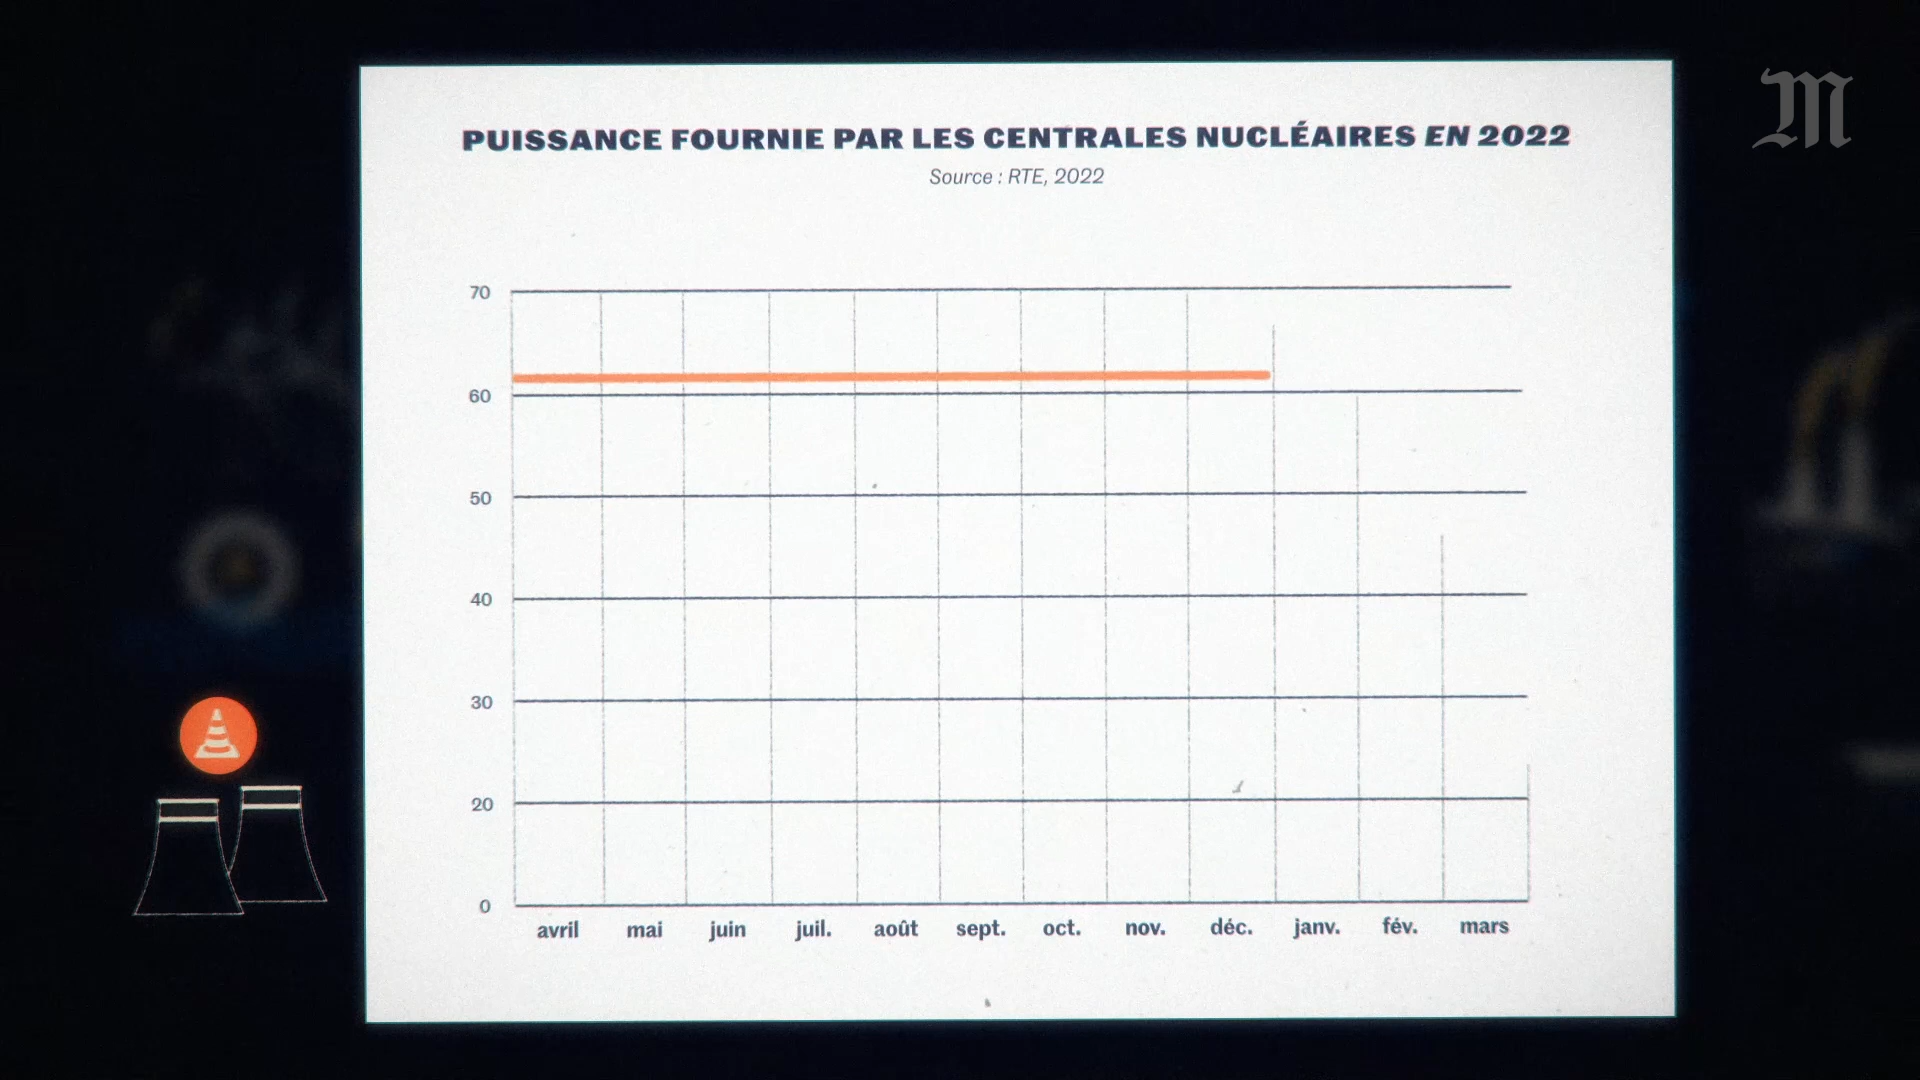 M
PUISSANCE FOURNIE PAR LES CENTRALES NUCLÉAIRES EN 2022
Source : RTE, 2022
70
60
50
40
30
20
0
avril mai juin juil. août sept. oct. nov. déc. janv. fév. mars